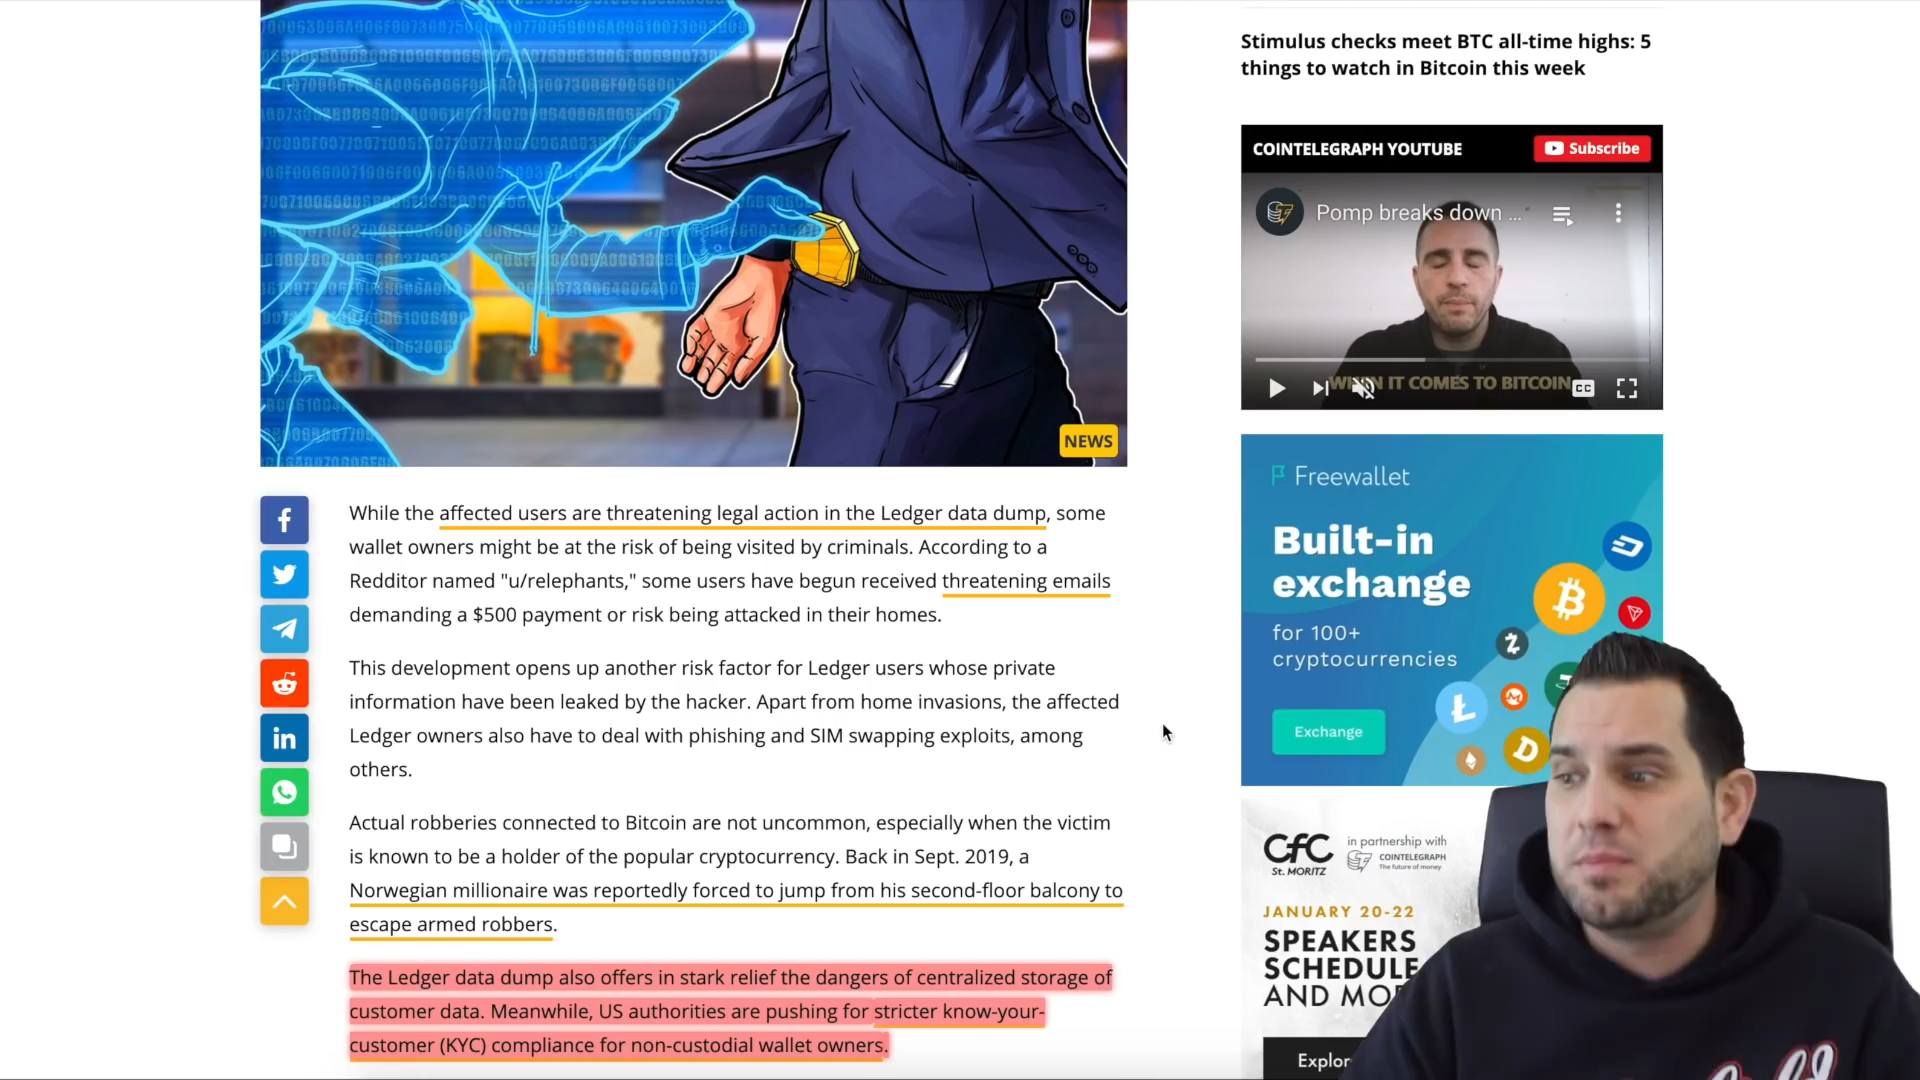 Stimulus checks meet BTC all-time highs: 5
things to watch in Bitcoin this week
COINTELEGRAPH YOUTUBE
Subscribe
Pomp breaks down ...
IT COMES TO BITCOIN
CC
NEWS
While the affected users are threatening legal action in the Ledger data dump, some
wallet owners might be at the risk of being visited by criminals. According to a
Redditor named "u/relephants," some users have begun received threatening emails
demanding a $500 payment or risk being attacked in their homes.
This development opens up another risk factor for Ledger users whose private
information have been leaked by the hacker. Apart from home invasions, the affected
Ledger owners also have to deal with phishing and SIM swapping exploits, among
others.
Actual robberies connected to Bitcoin are not uncommon, especially when the victim
is known to be a holder of the popular cryptocurrency. Back in Sept. 2019, a
Norwegian millionaire was reportedly forced to jump from his second-floor balcony to
escape armed robbers.
The Ledger data dump also offers in stark relief the dangers of centralized storage of
customer data. Meanwhile, US authorities are pushing for stricter know-your-
customer (KYC) compliance for non-custodial wallet owners.
Freewallet
Built-in
exchange
for 100+
cryptocurrencies
Exchange
CfC
St. MORITZ
in partnership with
COINTELEGRAPH
The future of money
JANUARY 20-22
SPEAKERS
SCHEDULE
AND MO
Explor